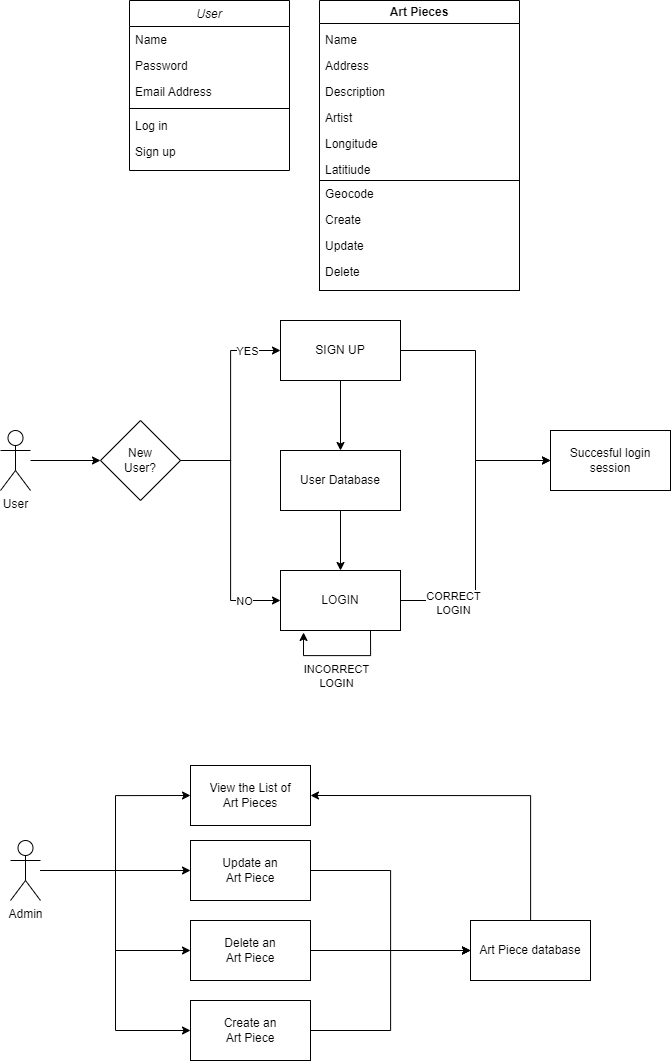 User
Name
Password
Email Address
Log in
Sign up
Art Pieces
Name
Address
Description
Artist
Longitude
Latitiude
Geocode
Create
Update
Delete
User
New
User?
YES
NO
SIGN UP
User Database
LOGIN
INCORRECT
LOGIN
CORRECT
LOGIN
Succesful login
session
Admin
View the List of
Art Pieces
Update an
Art Piece
Delete an
Art Piece
Create an
Art Piece
Art Piece database